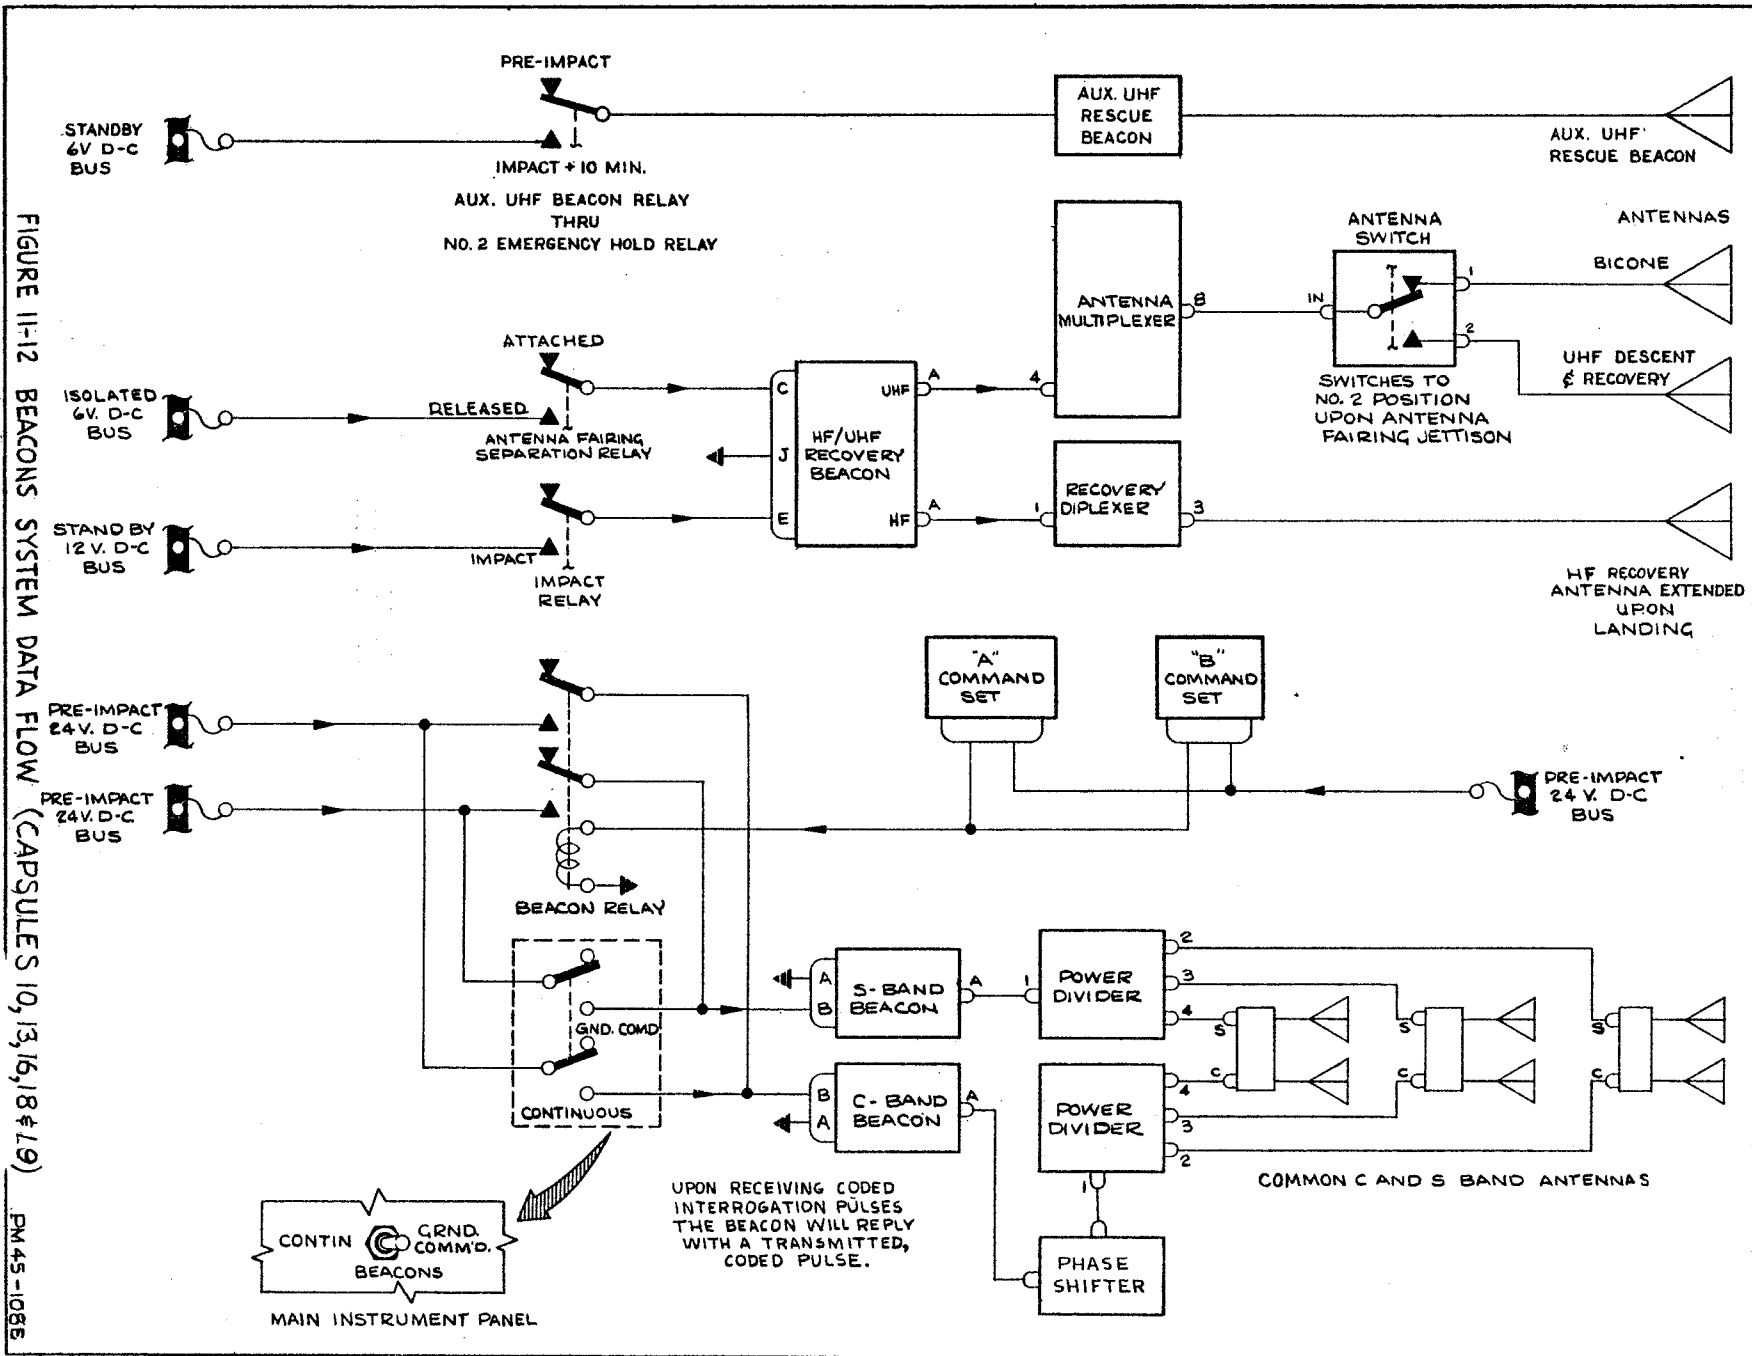 PRE-IMPACT
STANDBY
6V D-C
BUS
IMPACT + 10 MIN.
AUX. UHF BEACON RELAY
THRU
NO. 2 EMERGENCY HOLD RELAY
AUX. UHF
RESCUE
BEACON
AUX. UHF
RESCUE BEACON
ANTENNAS
ANTENNA
SWITCH
BICONE
1
IN
2
UHF DESCENT
& RECOVERY
SWITCHES TO
NO. 2 POSITION
UPON ANTENNA
FAIRING JETTISON
ANTENNA
MULTIPLEXER
8
4
ATTACHED
ISOLATED
6V. D-C
BUS
RELEASED
ANTENNA FAIRING
SEPARATION RELAY
C
J
E
UHF
HF/UHF
RECOVERY
BEACON
HF
A
A
1
RECOVERY
DIPLEXER
3
STAND BY
12 V. D-C
BUS
IMPACT
IMPACT
RELAY
HF RECOVERY
ANTENNA EXTENDED
UPON
LANDING
"A"
COMMAND
SET
"B"
COMMAND
SET
PRE-IMPACT
24 V. D-C
BUS
PRE-IMPACT
24V. D-C
BUS
PRE-IMPACT
24 V. D-C
BUS
BEACON RELAY
GND. COMD
CONTINUOUS
A
B
S-BAND
BEACON
A
1
POWER
DIVIDER
2
3
4
S
S
S
B
A
C-BAND
BEACON
A
POWER
DIVIDER
4
3
2
1
C
C
C
COMMON C AND S BAND ANTENNAS
PHASE
SHIFTER
UPON RECEIVING CODED
INTERROGATION PULSES
THE BEACON WILL REPLY
WITH A TRANSMITTED,
CODED PULSE.
CONTIN
GRND.
COMM'D.
BEACONS
MAIN INSTRUMENT PANEL
FIGURE 11-12 BEACONS SYSTEM DATA FLOW (CAPSULES 10,13,16,18 & 19)
PM45-108E